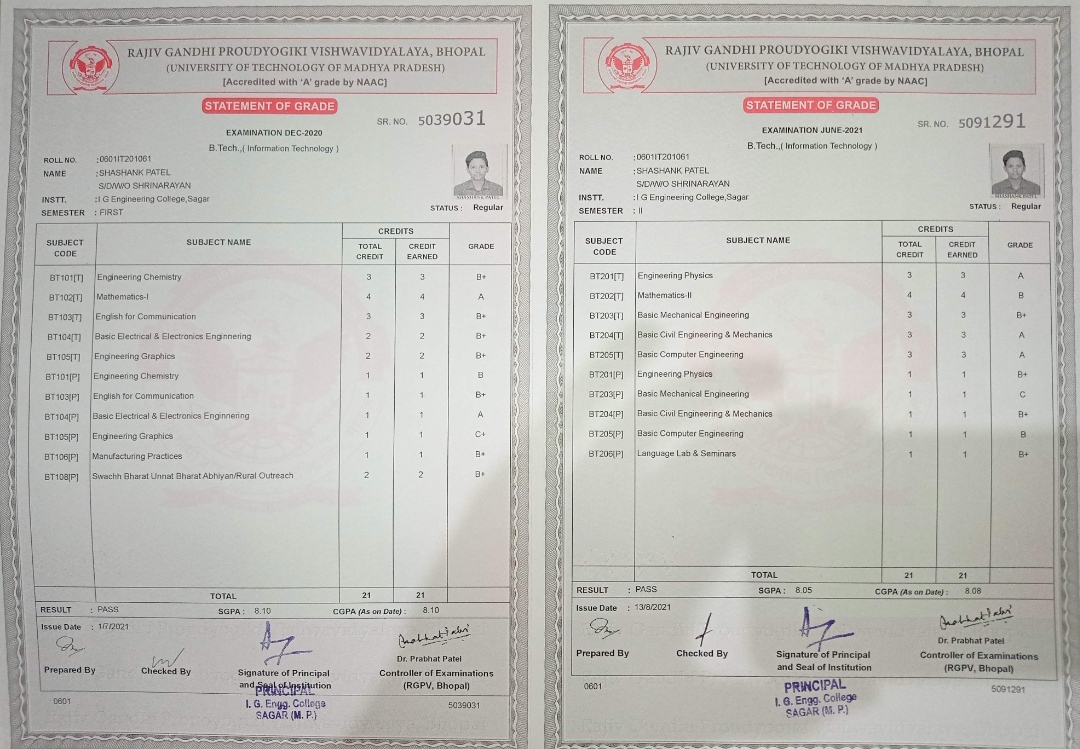 RAJIV GANDHI PROUDYOGIKI VISHWAVIDYALAYA, BHOPAL
(UNIVERSITY OF TECHNOLOGY OF MADHYA PRADESH)
[Accredited with 'A' grade by NAAC]
STATEMENT OF GRADE
SR. NO. 5039031
EXAMINATION DEC-2020
B.Tech.,( Information Technology )
ROLL NO. :0601IT201061
NAME :SHASHANK PATEL
S/D/W/O SHRINARAYAN
INSTT. :I G Engineering College,Sagar
SEMESTER : FIRST
SHASHANK PATEL
STATUS : Regular
SUBJECT CODE SUBJECT NAME CREDITS TOTAL CREDIT CREDIT EARNED GRADE
BT101[T] Engineering Chemistry 3 3 B+
BT102[T] Mathematics-I 4 4 A
BT103[T] English for Communication 3 3 B+
BT104[T] Basic Electrical & Electronics Enginnering 2 2 B+
BT105[T] Engineering Graphics 2 2 B+
BT101[P] Engineering Chemistry 1 1 B
BT103[P] English for Communication 1 1 B+
BT104[P] Basic Electrical & Electronics Enginnering 1 1 A
BT105[P] Engineering Graphics 1 1 C+
BT106[P] Manufacturing Practices 1 1 B+
BT108[P] Swachh Bharat Unnat Bharat Abhiyan/Rural Outreach 2 2 B+
TOTAL 21 21
RESULT : PASS SGPA : 8.10 CGPA (As on Date) : 8.10
Issue Date : 1/7/2021
Prepared By
Checked By
Signature of Principal
and Seal of Institution
PRINCIPAL
I. G. Engg. College
SAGAR (M. P.)
Dr. Prabhat Patel
Controller of Examinations
(RGPV, Bhopal)
0601
5039031
RAJIV GANDHI PROUDYOGIKI VISHWAVIDYALAYA, BHOPAL
(UNIVERSITY OF TECHNOLOGY OF MADHYA PRADESH)
[Accredited with 'A' grade by NAAC]
STATEMENT OF GRADE
SR. NO. 5091291
EXAMINATION JUNE-2021
B.Tech.,( Information Technology )
ROLL NO. :0601IT201061
NAME :SHASHANK PATEL
S/D/W/O SHRINARAYAN
INSTT. :I G Engineering College,Sagar
SEMESTER : II
STATUS : Regular
SUBJECT CODE SUBJECT NAME CREDITS TOTAL CREDIT CREDIT EARNED GRADE
BT201[T] Engineering Physics 3 3 A
BT202[T] Mathematics-II 4 4 B
BT203[T] Basic Mechanical Engineering 3 3 B+
BT204[T] Basic Civil Engineering & Mechanics 3 3 A
BT205[T] Basic Computer Engineering 3 3 A
BT201[P] Engineering Physics 1 1 B+
BT203[P] Basic Mechanical Engineering 1 1 C
BT204[P] Basic Civil Engineering & Mechanics 1 1 B+
BT205[P] Basic Computer Engineering 1 1 B
BT206[P] Language Lab & Seminars 1 1 B+
TOTAL 21 21
RESULT : PASS SGPA : 8.05 CGPA (As on Date) : 8.08
Issue Date : 13/8/2021
Prepared By
Checked By
Signature of Principal
and Seal of Institution
PRINCIPAL
I. G. Engg. College
SAGAR (M. P.)
Dr. Prabhat Patel
Controller of Examinations
(RGPV, Bhopal)
0601
5091291